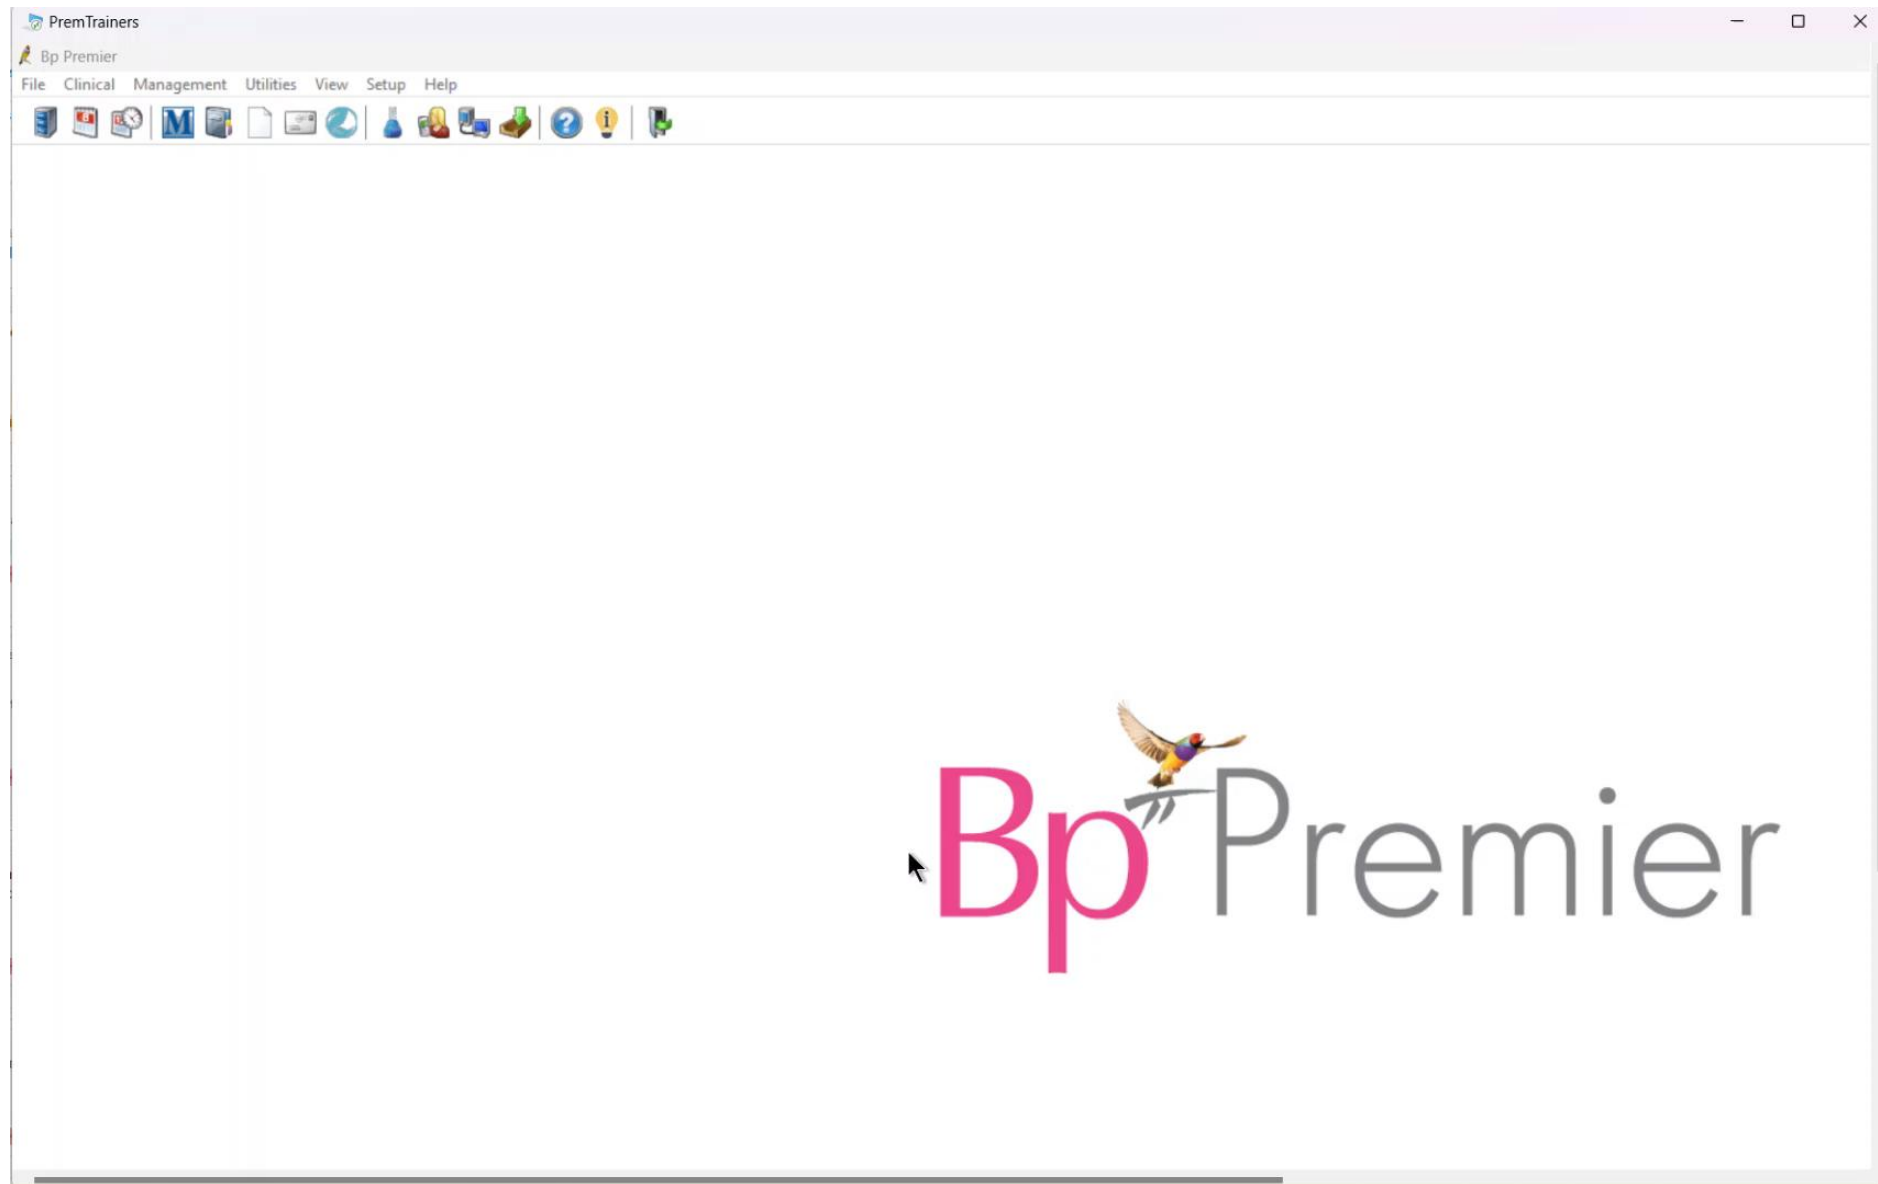 PremTrainers
Bp Premier
File Clinical Management Utilities View Setup Help
M
Bp Premier